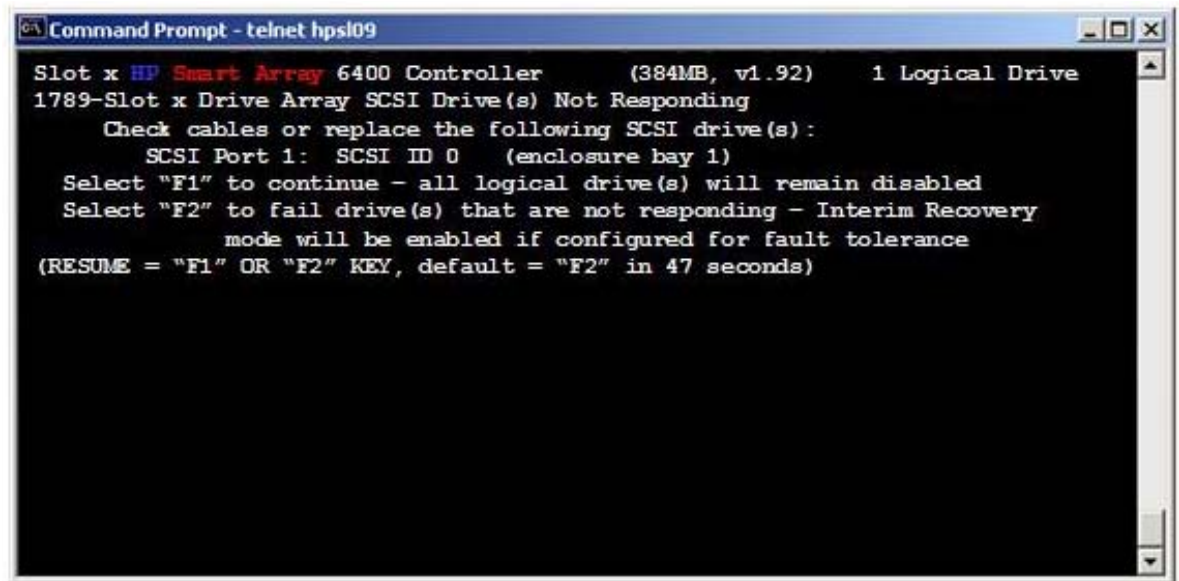 Command Prompt - telnet hpsl09
Slot x HP Smart Array 6400 Controller (384MB, v1.92) 1 Logical Drive
1789-Slot x Drive Array SCSI Drive(s) Not Responding
Check cables or replace the following SCSI drive(s):
SCSI Port 1: SCSI ID 0 (enclosure bay 1)
Select “F1” to continue – all logical drive(s) will remain disabled
Select “F2” to fail drive(s) that are not responding – Interim Recovery
mode will be enabled if configured for fault tolerance
(RESUME = “F1” OR “F2” KEY, default = “F2” in 47 seconds)